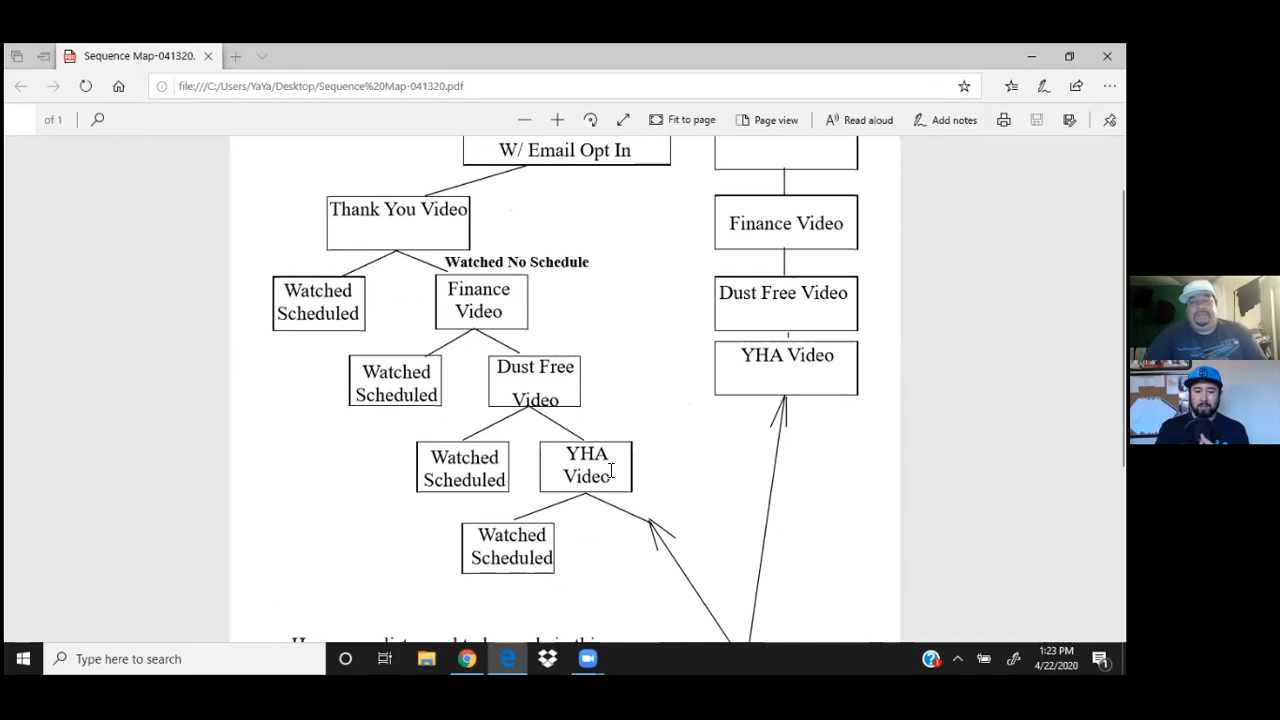 Sequence Map-041320.
file:///C:/Users/YaYa/Desktop/Sequence%20Map-041320.pdf
of 1
Fit to page
Page view
Read aloud
Add notes
W/ Email Opt In
Thank You Video
Finance Video
Watched No Schedule
Watched
Scheduled
Finance
Video
Dust Free Video
YHA Video
Watched
Scheduled
Dust Free
Video
Watched
Scheduled
YHA
Video
Watched
Scheduled
Type here to search
1:23 PM
4/22/2020